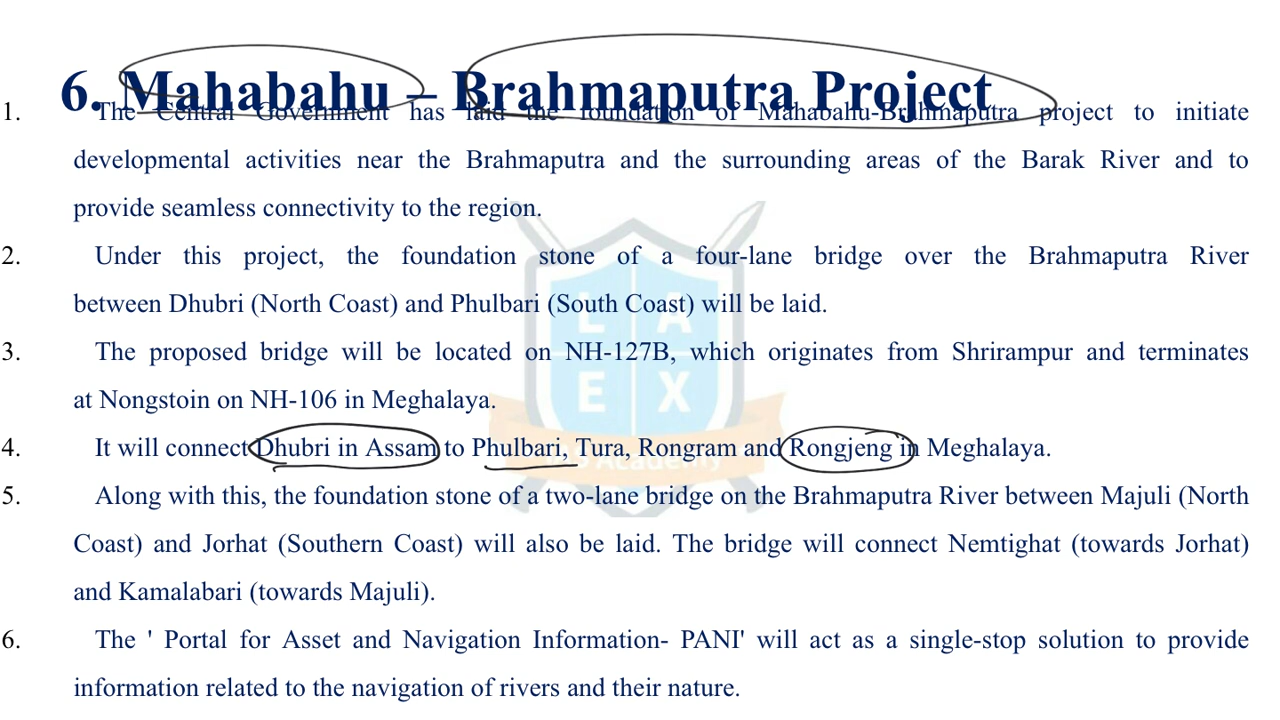 6. Mahabahu – Brahmaputra Project
1. The Central Government has laid the foundation of Mahabahu-Brahmaputra project to initiate
developmental activities near the Brahmaputra and the surrounding areas of the Barak River and to
provide seamless connectivity to the region.
2. Under this project, the foundation stone of a four-lane bridge over the Brahmaputra River
between Dhubri (North Coast) and Phulbari (South Coast) will be laid.
3. The proposed bridge will be located on NH-127B, which originates from Shrirampur and terminates
at Nongstoin on NH-106 in Meghalaya.
4. It will connect Dhubri in Assam to Phulbari, Tura, Rongram and Rongjeng in Meghalaya.
5. Along with this, the foundation stone of a two-lane bridge on the Brahmaputra River between Majuli (North
Coast) and Jorhat (Southern Coast) will also be laid. The bridge will connect Nemtighat (towards Jorhat)
and Kamalabari (towards Majuli).
6. The ' Portal for Asset and Navigation Information- PANI' will act as a single-stop solution to provide
information related to the navigation of rivers and their nature.
L A
E X
Academy